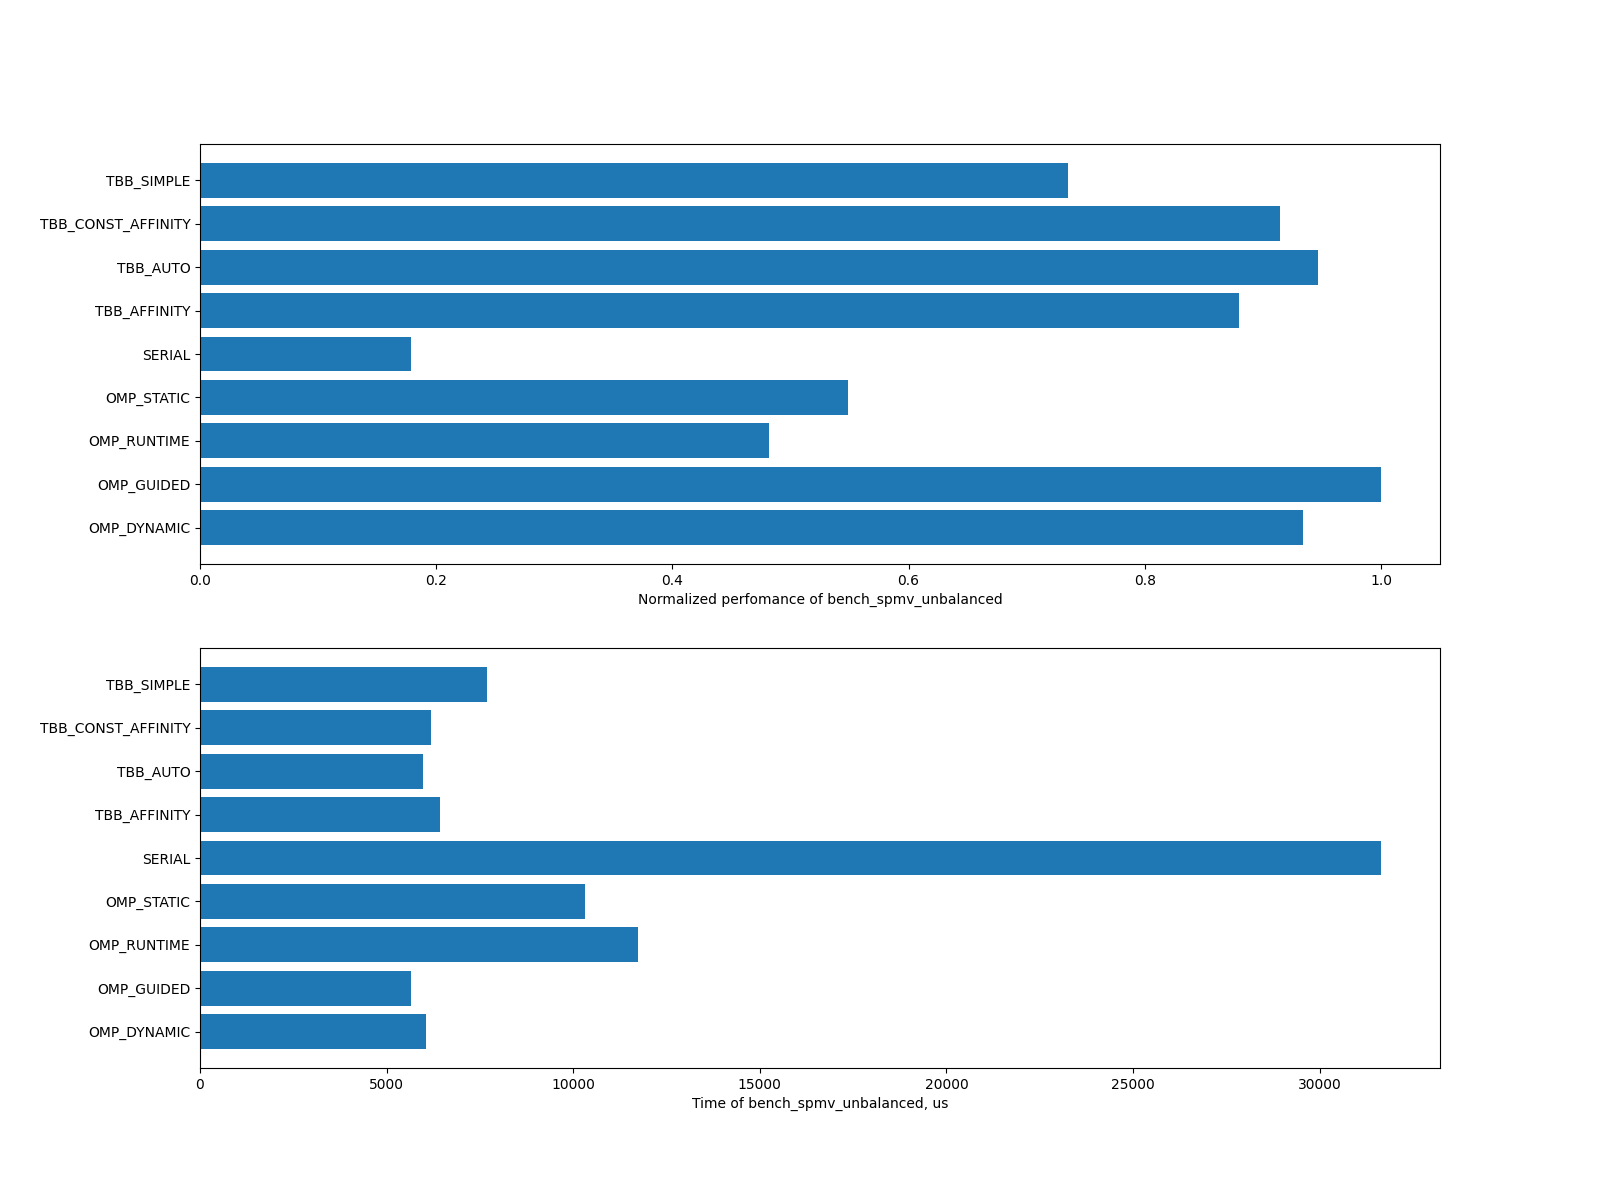 TBB_SIMPLE
TBB_CONST_AFFINITY
TBB_AUTO
TBB_AFFINITY
SERIAL
OMP_STATIC
OMP_RUNTIME
OMP_GUIDED
OMP_DYNAMIC
0.0 0.2 0.4 0.6 0.8 1.0
Normalized perfomance of bench_spmv_unbalanced
TBB_SIMPLE
TBB_CONST_AFFINITY
TBB_AUTO
TBB_AFFINITY
SERIAL
OMP_STATIC
OMP_RUNTIME
OMP_GUIDED
OMP_DYNAMIC
0 5000 10000 15000 20000 25000 30000
Time of bench_spmv_unbalanced, us